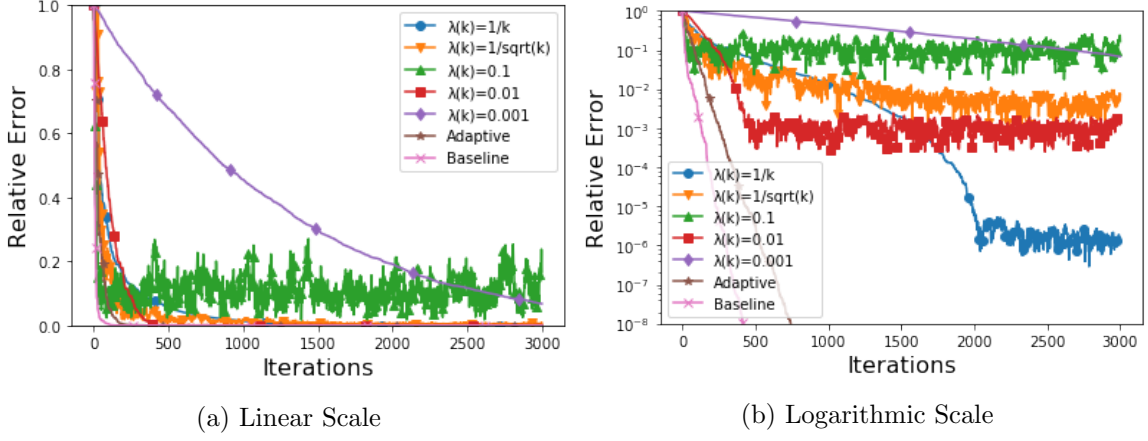 1.0
0.8
0.6
0.4
0.2
0.0
Relative Error
0
500
1000
1500
2000
2500
3000
Iterations
λ(k)=1/k
λ(k)=1/sqrt(k)
λ(k)=0.1
λ(k)=0.01
λ(k)=0.001
Adaptive
Baseline
(a) Linear Scale
10^0
10^-1
10^-2
10^-3
10^-4
10^-5
10^-6
10^-7
10^-8
Relative Error
0
500
1000
1500
2000
2500
3000
Iterations
λ(k)=1/k
λ(k)=1/sqrt(k)
λ(k)=0.1
λ(k)=0.01
λ(k)=0.001
Adaptive
Baseline
(b) Logarithmic Scale